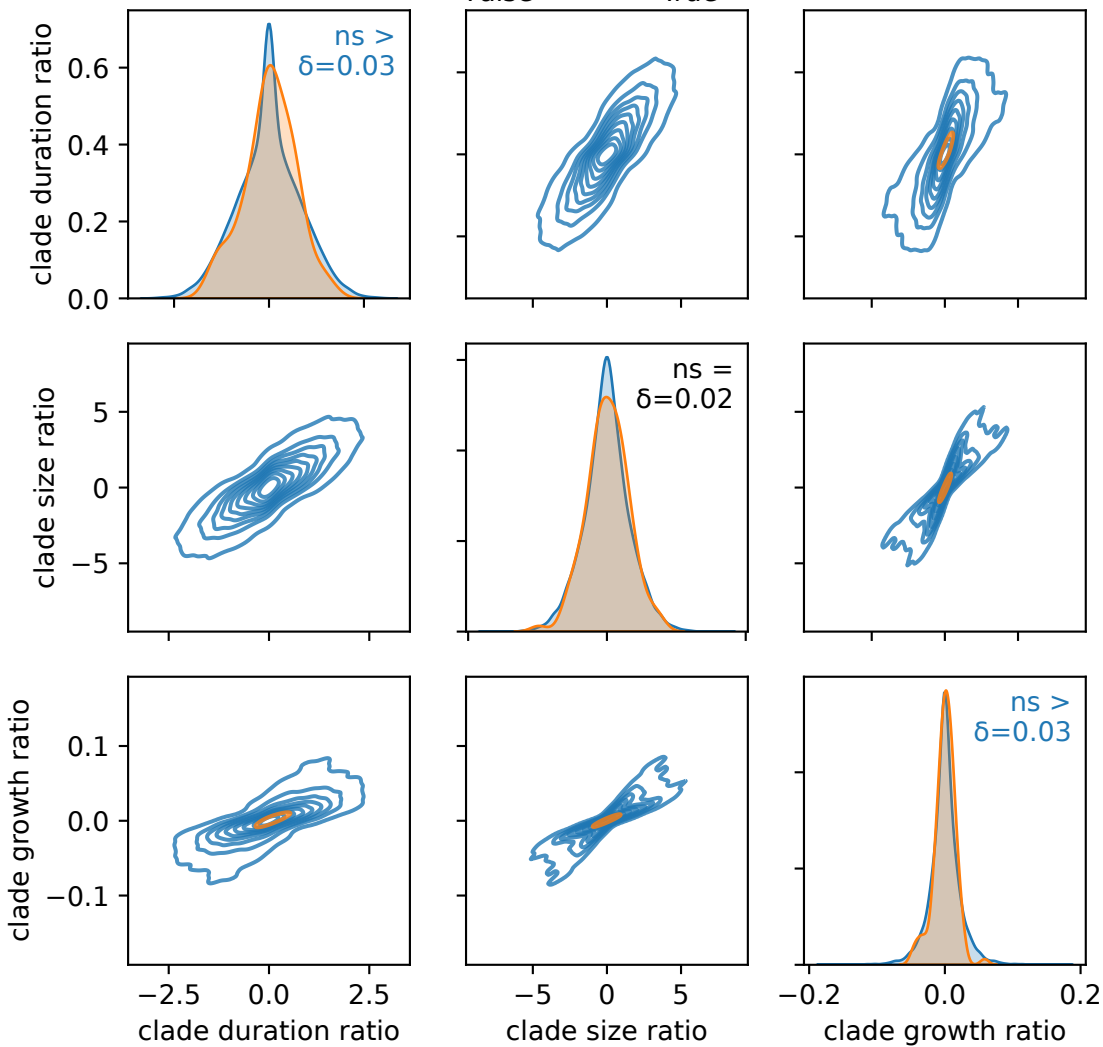 clade duration ratio
0.6
0.4
0.2
0.0
ns >
δ=0.03
clade size ratio
5
0
−5
ns =
δ=0.02
clade growth ratio
0.1
0.0
−0.1
ns >
δ=0.03
−2.5 0.0 2.5
−5 0 5
−0.2 0.0 0.2
clade duration ratio
clade size ratio
clade growth ratio